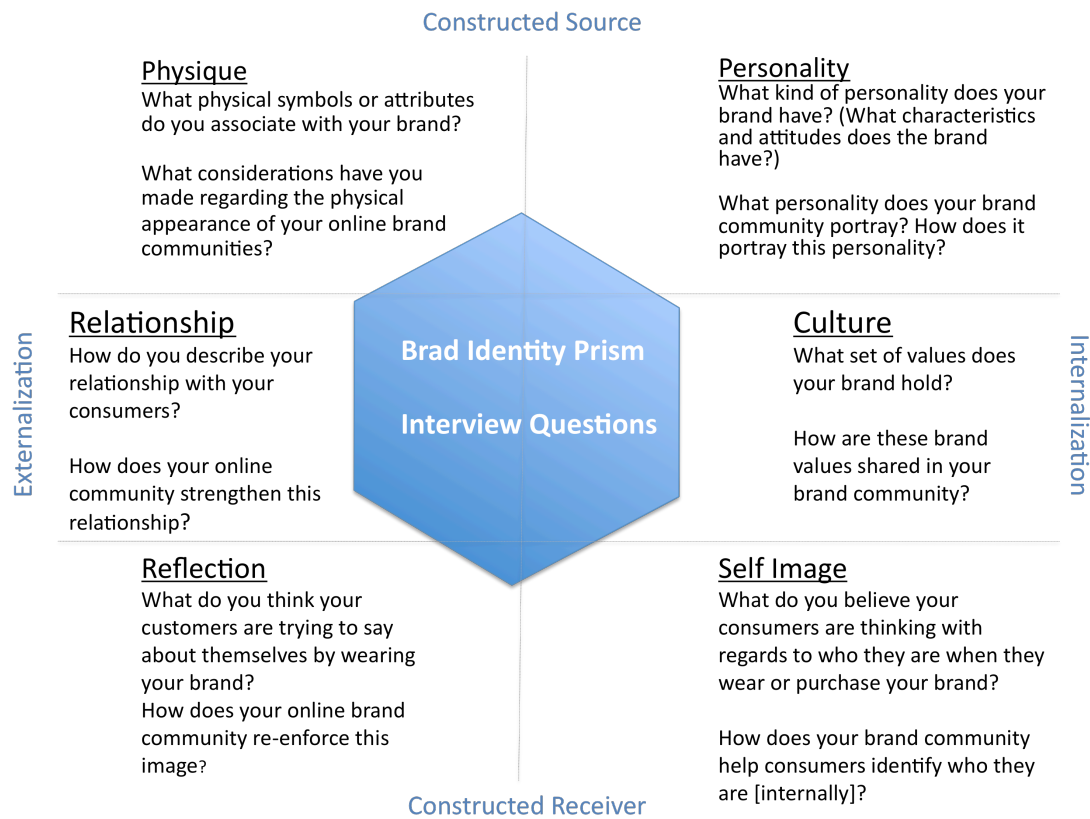 Constructed Source
Physique
What physical symbols or attributes
do you associate with your brand?
What considerations have you
made regarding the physical
appearance of your online brand
communities?
Personality
What kind of personality does your
brand have? (What characteristics
and attitudes does the brand
have?)
What personality does your brand
community portray? How does it
portray this personality?
Externalization
Relationship
How do you describe your
relationship with your
consumers?
How does your online
community strengthen this
relationship?
Brad Identity Prism
Interview Questions
Culture
What set of values does
your brand hold?
How are these brand
values shared in your
brand community?
Internalization
Reflection
What do you think your
customers are trying to say
about themselves by wearing
your brand?
How does your online brand
community re-enforce this
image?
Self Image
What do you believe your
consumers are thinking with
regards to who they are when they
wear or purchase your brand?
How does your brand community
help consumers identify who they
are [internally]?
Constructed Receiver